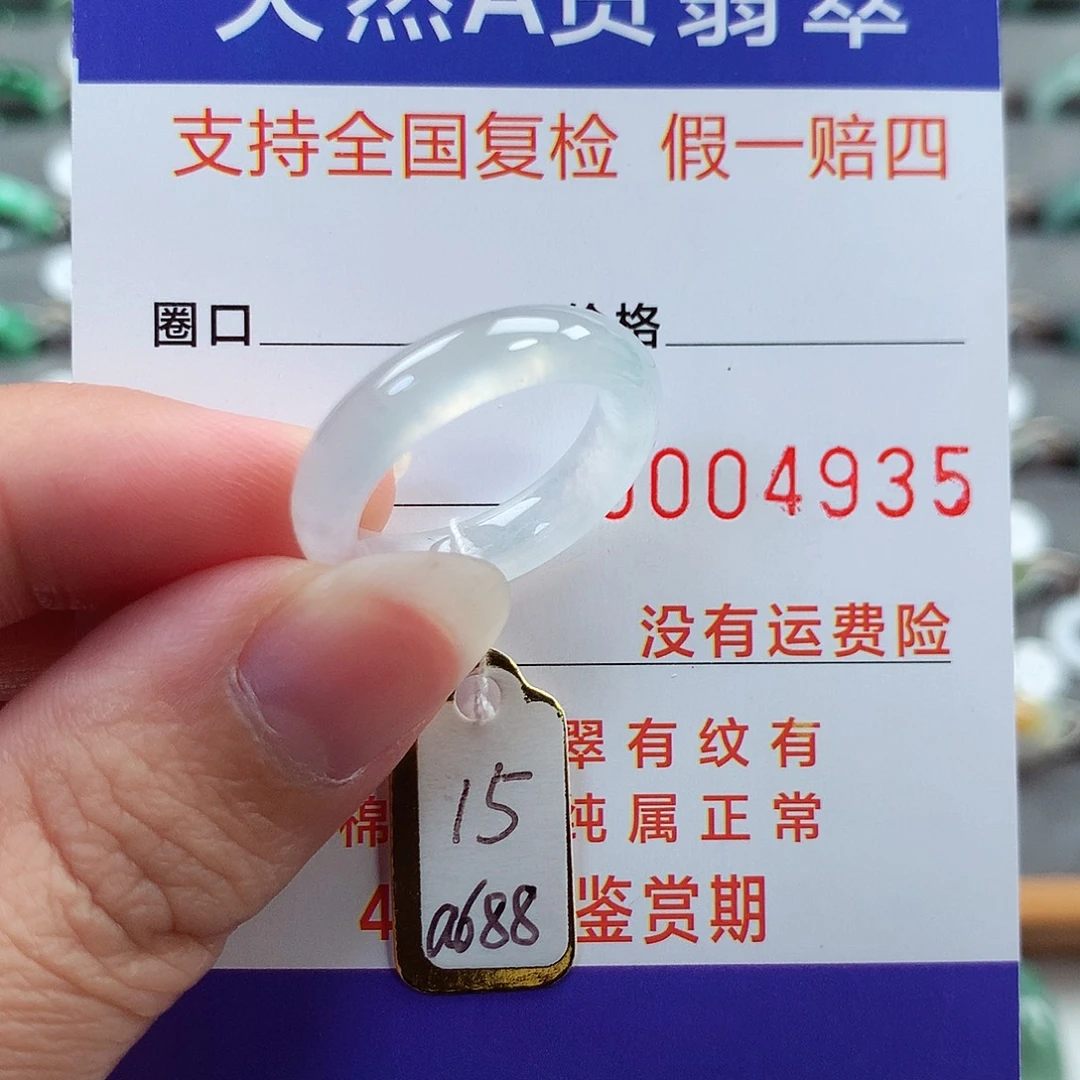 天然A货翡翠
支持全国复检 假一赔四
圈口 价格
004935
没有运费险
翠有纹有
棉 纯属正常
4 鉴赏期
15
a688